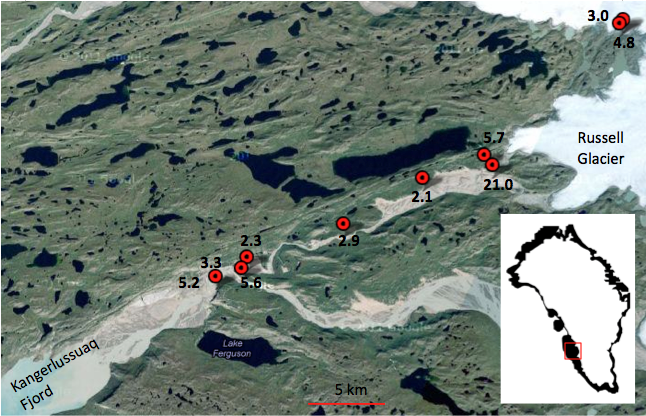 3.0
4.8
Russell
Glacier
5.7
21.0
2.1
2.9
2.3
3.3
5.2
5.6
Lake
Ferguson
Kangerlussuaq
Fjord
5 km